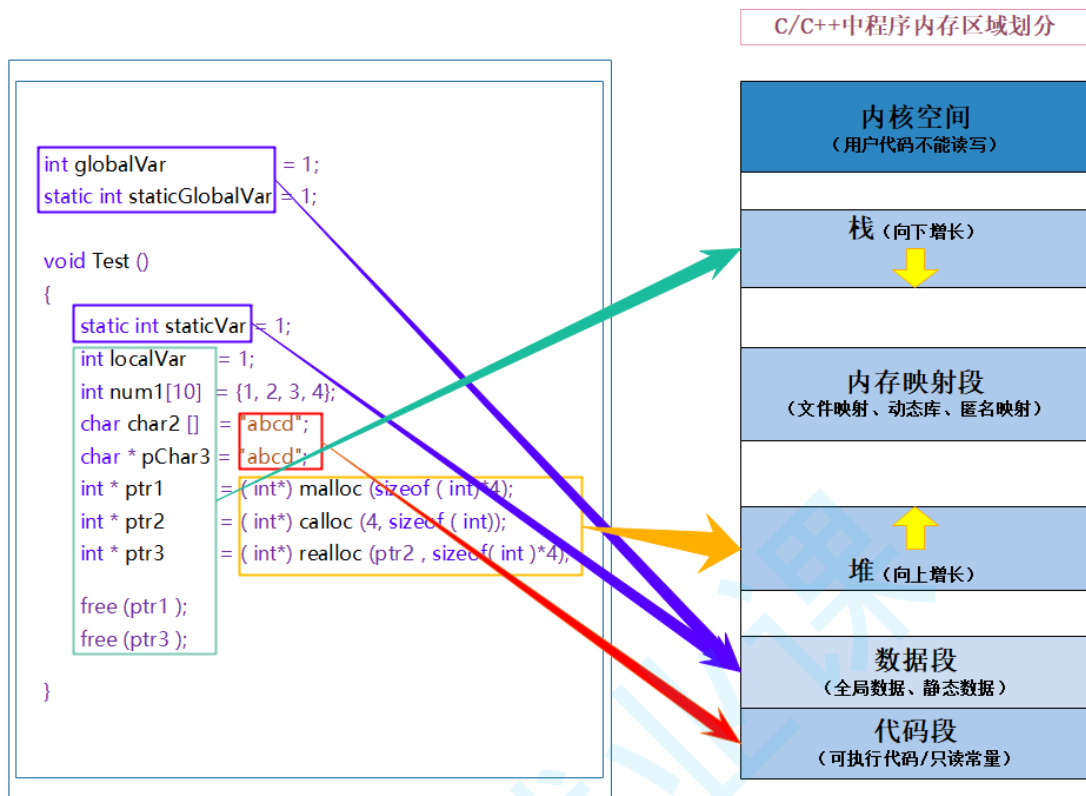 C/C++中程序内存区域划分
int globalVar = 1;
static int staticGlobalVar = 1;
void Test ()
{
static int staticVar = 1;
int localVar = 1;
int num1[10] = {1, 2, 3, 4};
char char2 [] = "abcd";
char * pChar3 = "abcd";
int * ptr1 = ( int*) malloc (sizeof ( int)*4);
int * ptr2 = ( int*) calloc (4, sizeof ( int));
int * ptr3 = ( int*) realloc (ptr2 , sizeof( int )*4);
free (ptr1 );
free (ptr3 );
}
内核空间
（用户代码不能读写）
栈（向下增长）
内存映射段
（文件映射、动态库、匿名映射）
堆（向上增长）
数据段
（全局数据、静态数据）
代码段
（可执行代码/只读常量）
业课